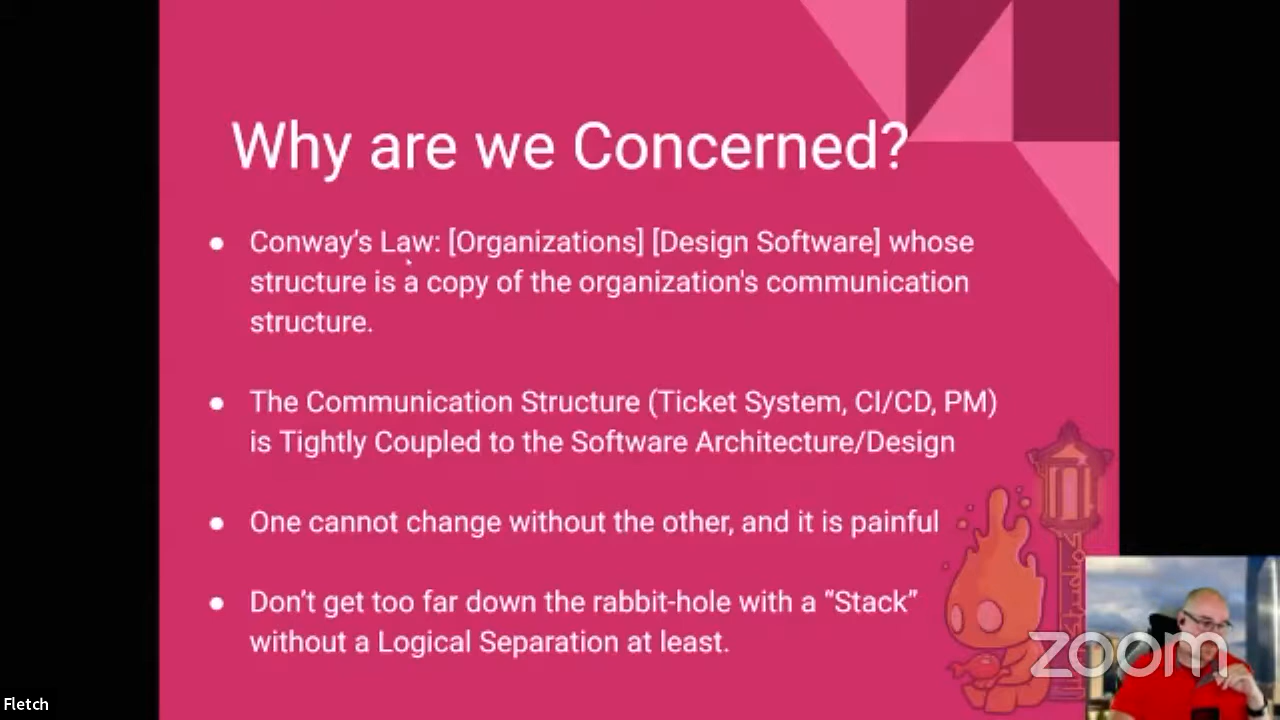 Why are we Concerned?
● Conway's Law: [Organizations] [Design Software] whose
structure is a copy of the organization's communication
structure.
● The Communication Structure (Ticket System, CI/CD, PM)
is Tightly Coupled to the Software Architecture/Design
● One cannot change without the other, and it is painful
● Don't get too far down the rabbit-hole with a “Stack”
without a Logical Separation at least.
zoom
Fletch